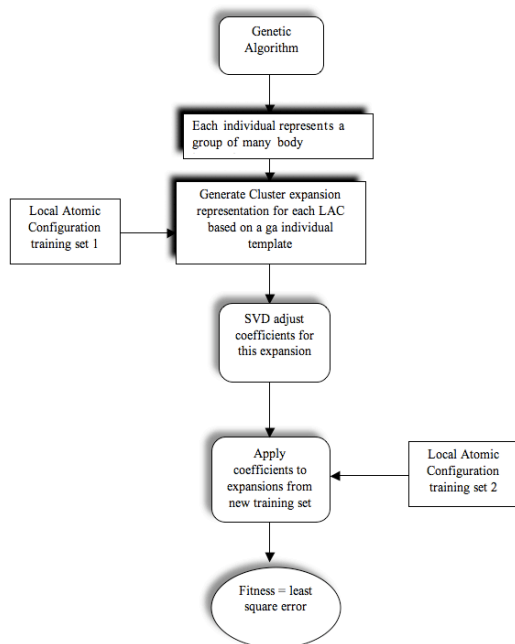 Genetic
Algorithm
Each individual represents a
group of many body
Generate Cluster expansion
representation for each LAC
based on a ga individual
template
Local Atomic
Configuration
training set 1
SVD adjust
coefficients for
this expansion
Apply
coefficients to
expansions from
new training set
Local Atomic
Configuration
training set 2
Fitness = least
square error